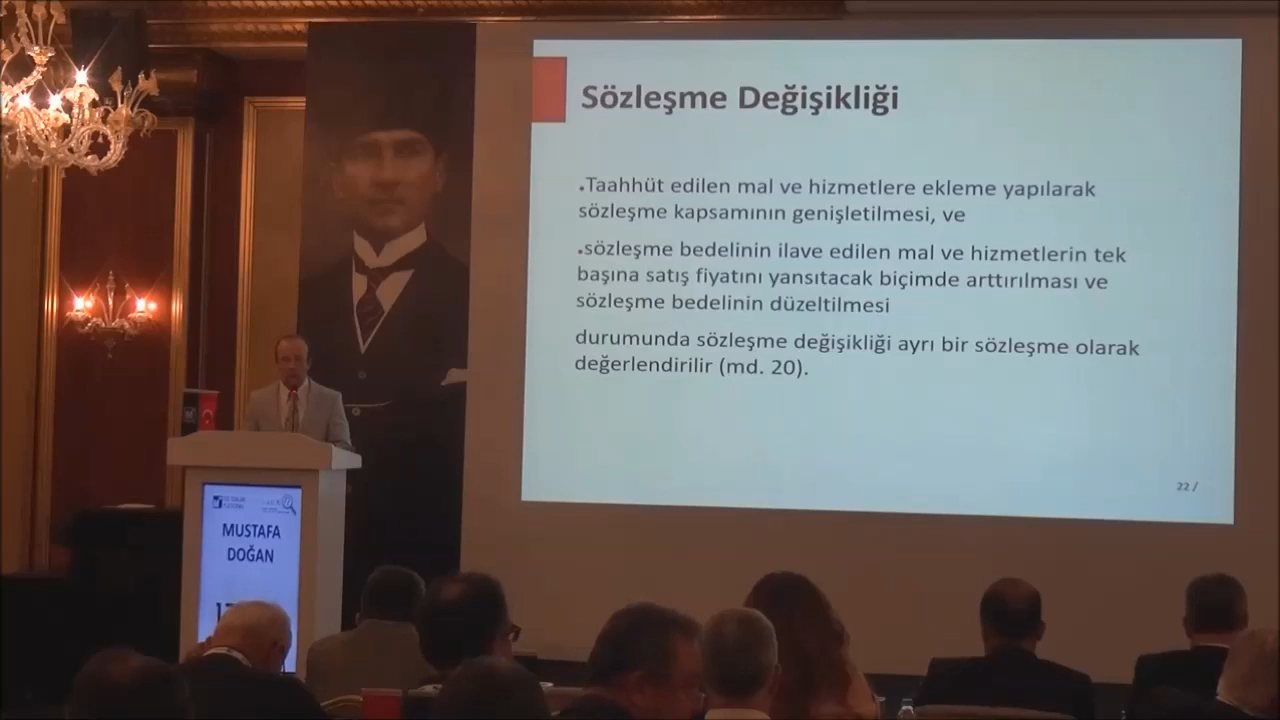 Sözleşme Değişikliği
.Taahhüt edilen mal ve hizmetlere ekleme yapılarak
sözleşme kapsamının genişletilmesi, ve
.sözleşme bedelinin ilave edilen mal ve hizmetlerin tek
başına satış fiyatını yansıtacak biçimde arttırılması ve
sözleşme bedelinin düzeltilmesi
durumunda sözleşme değişikliği ayrı bir sözleşme olarak
değerlendirilir (md. 20).
22 /
MUSTAFA
DOĞAN